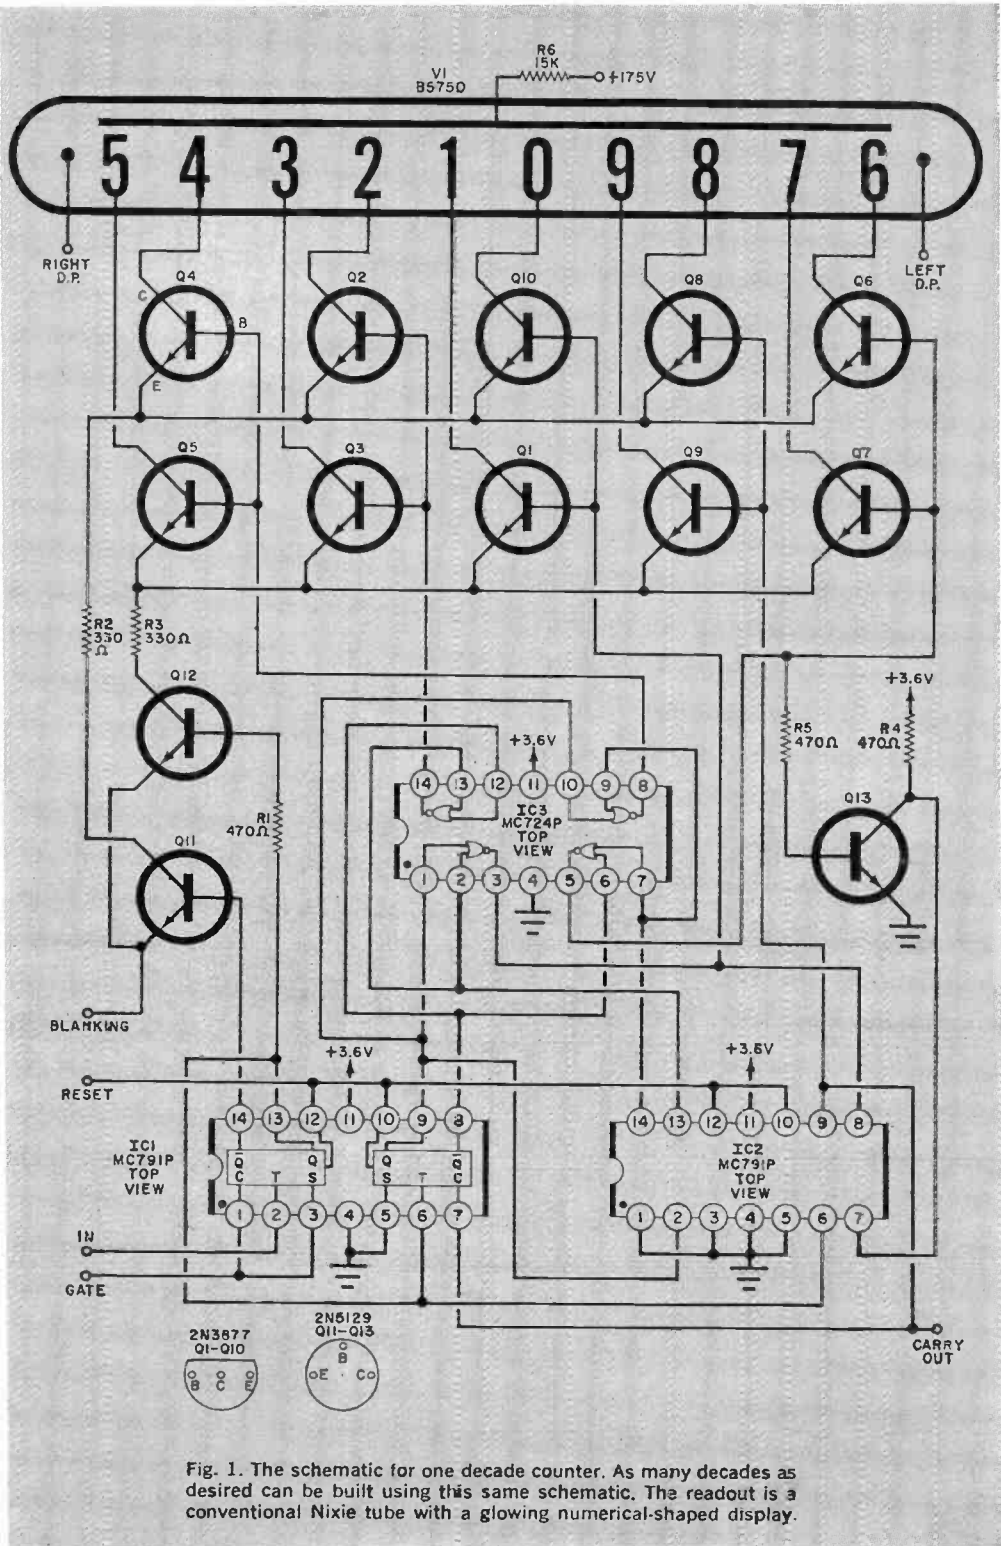 R6
15K
+175V
V1
B5750
5 4 3 2 1 0 9 8 7 6
RIGHT
D.P.
LEFT
D.P.
Q4
Q2
Q10
Q8
Q6
C
B
E
Q5
Q3
Q1
Q9
Q7
R2
330
Ω
R3
330Ω
Q12
+3.6V
R5
470Ω
R4
470Ω
+3.6V
R1
470Ω
14 13 12 11 10 9 8
IC3
MC724P
TOP
VIEW
1 2 3 4 5 6 7
Q13
Q11
BLANKING
RESET
+3.6V
+3.6V
14 13 12 11 10 9 8
14 13 12 11 10 9 8
IC1
MC791P
TOP
VIEW
Q̅ Q Q Q̅
C T S S T C
IC2
MC791P
TOP
VIEW
1 2 3 4 5 6 7
1 2 3 4 5 6 7
IN
GATE
2N3877
Q1-Q10
B C E
2N5129
Q11-Q13
B
E C
CARRY
OUT
Fig. 1. The schematic for one decade counter. As many decades as
desired can be built using this same schematic. The readout is a
conventional Nixie tube with a glowing numerical-shaped display.